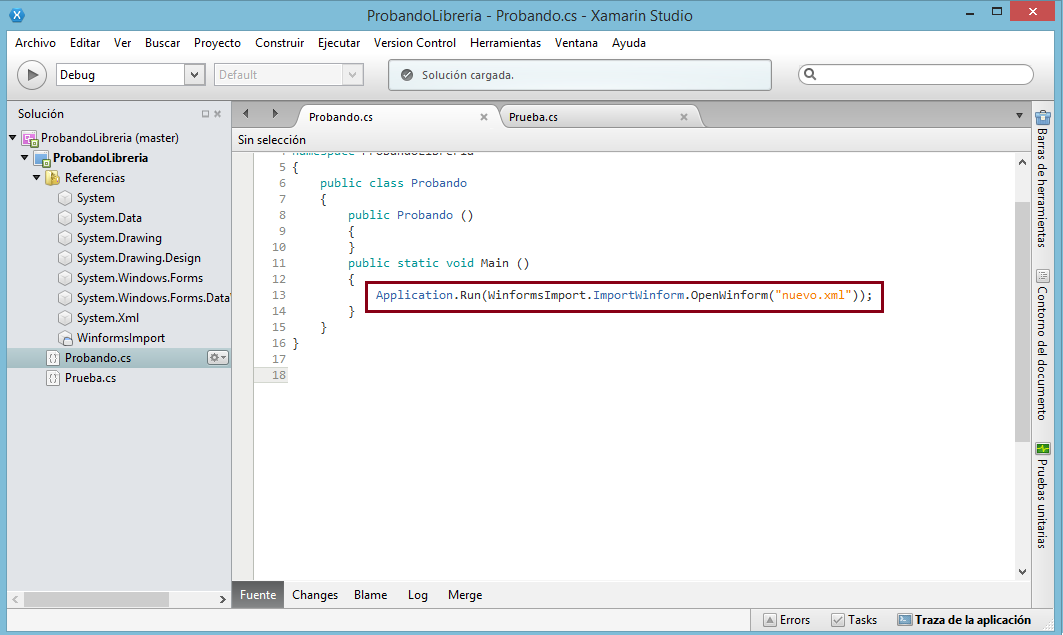 ProbandoLibreria - Probando.cs - Xamarin Studio
Archivo Editar Ver Buscar Proyecto Construir Ejecutar Version Control Herramientas Ventana Ayuda
Debug Default Solución cargada.
Solución
ProbandoLibreria (master)
ProbandoLibreria
Referencias
System
System.Data
System.Drawing
System.Drawing.Design
System.Windows.Forms
System.Windows.Forms.Data
System.Xml
WinformsImport
Probando.cs
Prueba.cs
Probando.cs Prueba.cs
Sin selección
4 namespace ProbandoLibreria
5 {
6 public class Probando
7 {
8 public Probando ()
9 {
10 }
11 public static void Main ()
12 {
13 Application.Run(WinformsImport.ImportWinform.OpenWinform("nuevo.xml"));
14 }
15 }
16 }
17
18
Fuente Changes Blame Log Merge
Barras de herramientas
Contorno del documento
Pruebas unitarias
Errors Tasks Traza de la aplicación